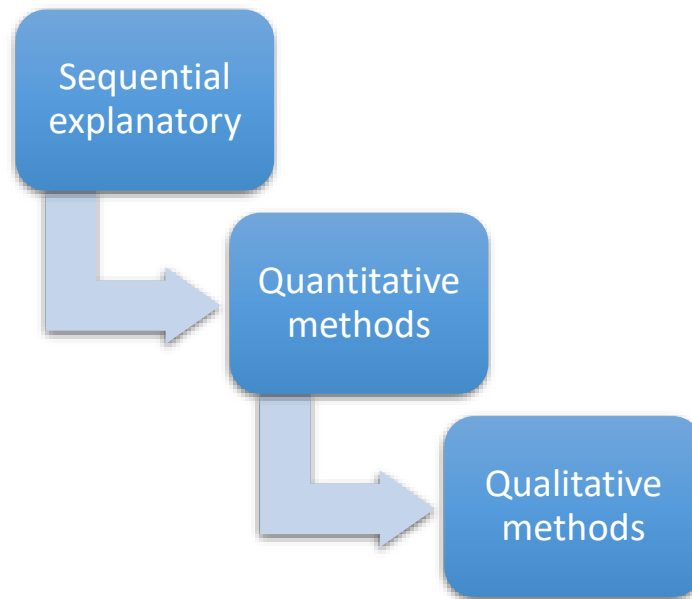 Sequential
explanatory
Quantitative
methods
Qualitative
methods